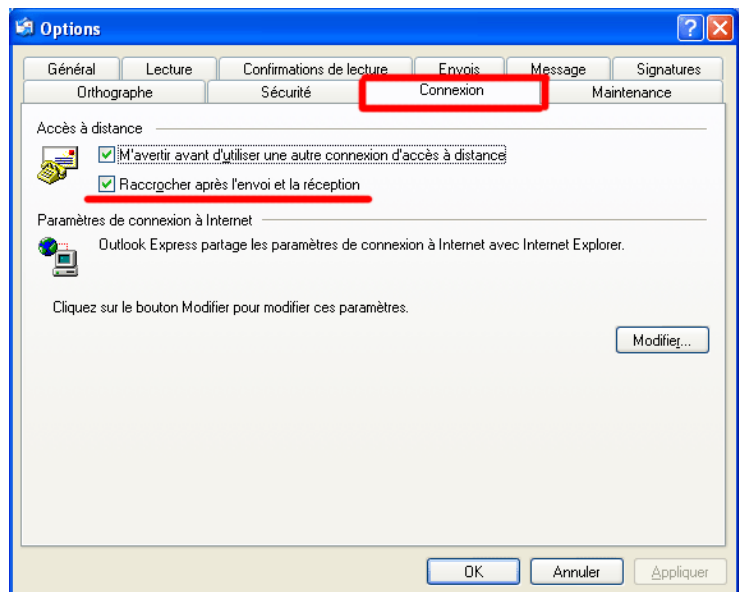 Options
Général Lecture Confirmations de lecture Envois Message Signatures
Orthographe Sécurité Connexion Maintenance
Accès à distance
M'avertir avant d'utiliser une autre connexion d'accès à distance
Raccrocher après l'envoi et la réception
Paramètres de connexion à Internet
Outlook Express partage les paramètres de connexion à Internet avec Internet Explorer.
Cliquez sur le bouton Modifier pour modifier ces paramètres.
Modifier...
OK Annuler Appliquer